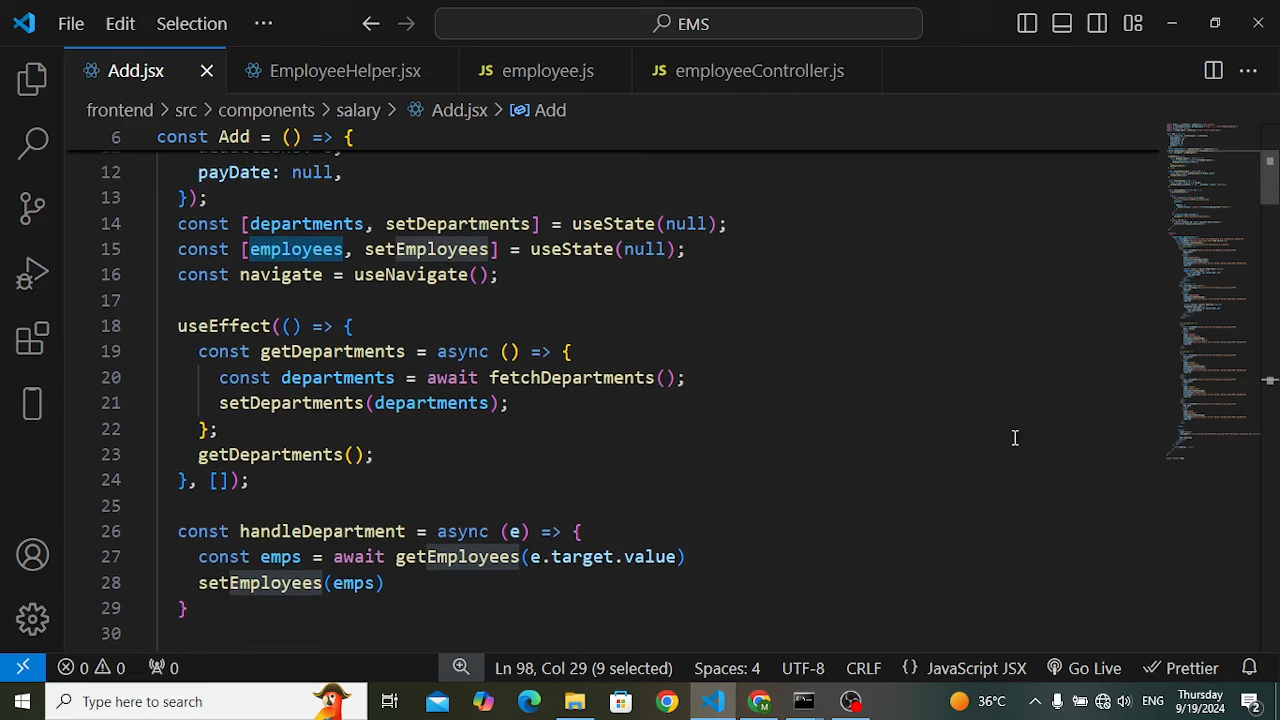 File Edit Selection ··· EMS
Add.jsx EmployeeHelper.jsx JS employee.js JS employeeController.js
frontend > src > components > salary > Add.jsx > Add
6 const Add = () => {
12 payDate: null,
13 });
14 const [departments, setDepartments] = useState(null);
15 const [employees, setEmployees] = useState(null);
16 const navigate = useNavigate();
17
18 useEffect(() => {
19 const getDepartments = async () => {
20 const departments = await fetchDepartments();
21 setDepartments(departments);
22 };
23 getDepartments();
24 }, []);
25
26 const handleDepartment = async (e) => {
27 const emps = await getEmployees(e.target.value)
28 setEmployees(emps)
29 }
30
0 0 0 Ln 98, Col 29 (9 selected) Spaces: 4 UTF-8 CRLF {} JavaScript JSX Go Live Prettier
Type here to search 36°C ENG Thursday 9/19/2024 2